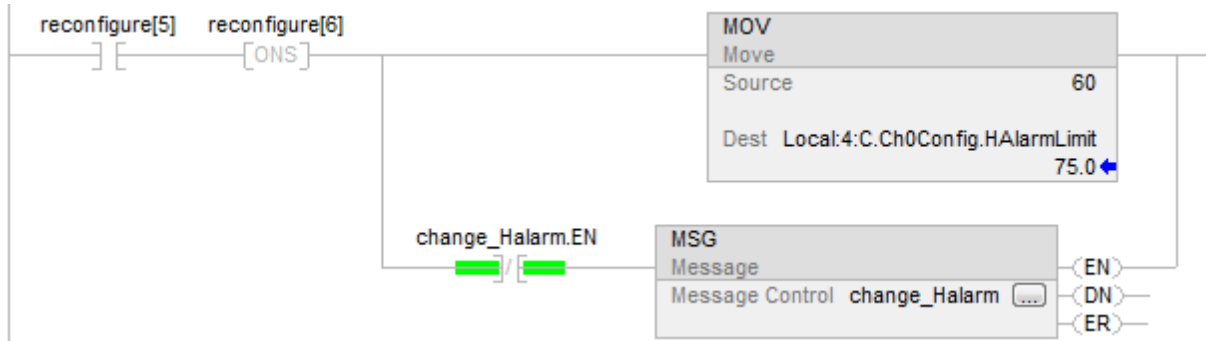 reconfigure[5] reconfigure[6]
ONS
MOV
Move
Source 60
Dest Local:4:C.Ch0Config.HAlarmLimit
75.0
change_Halarm.EN
MSG
Message
Message Control change_Halarm ...
EN
DN
ER